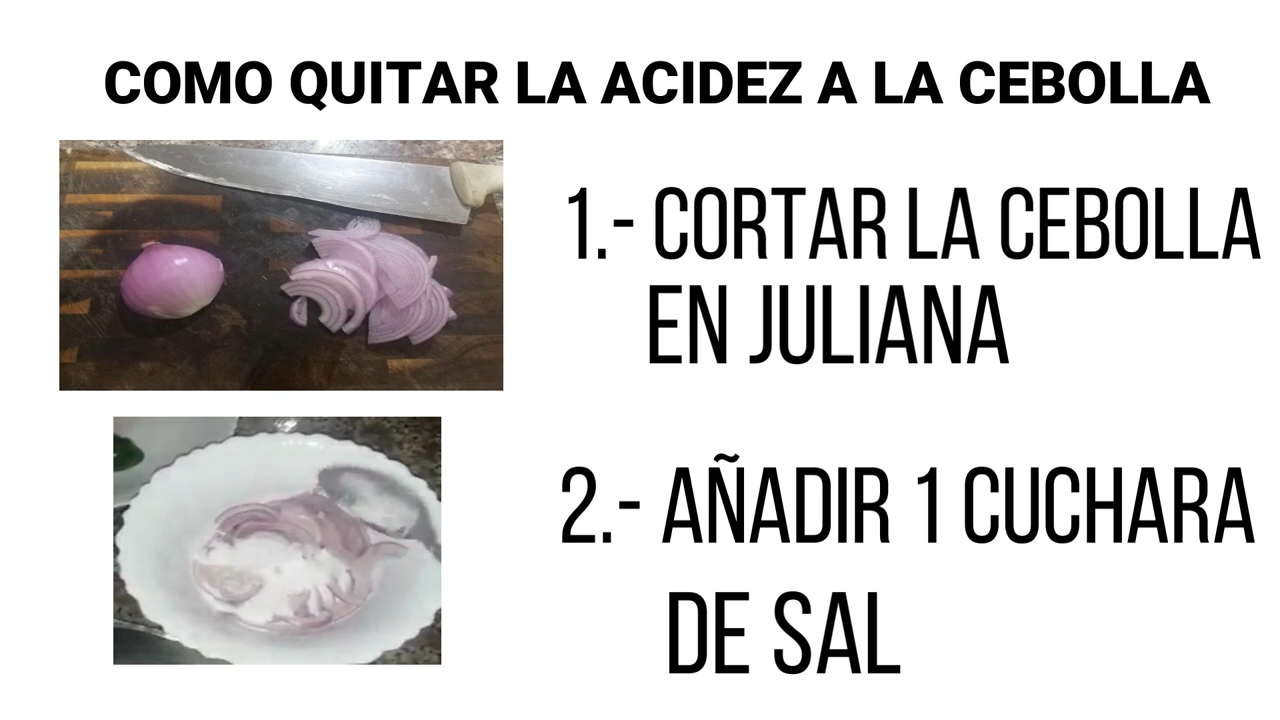 COMO QUITAR LA ACIDEZ A LA CEBOLLA
1.- CORTAR LA CEBOLLA
EN JULIANA
2.- AÑADIR 1 CUCHARA
DE SAL